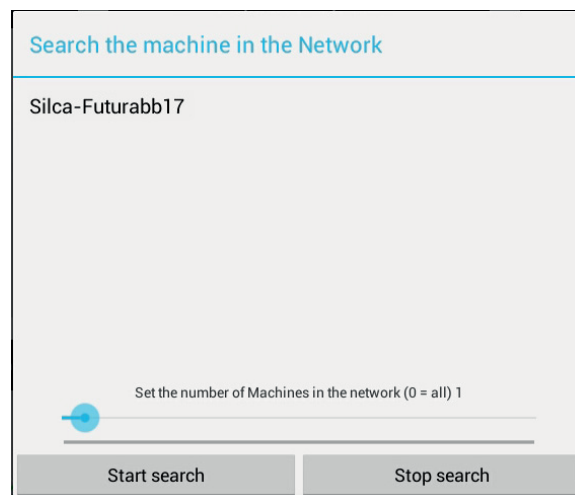 Search the machine in the Network
Silca-Futurabb17
Set the number of Machines in the network (0 = all) 1
Start search
Stop search